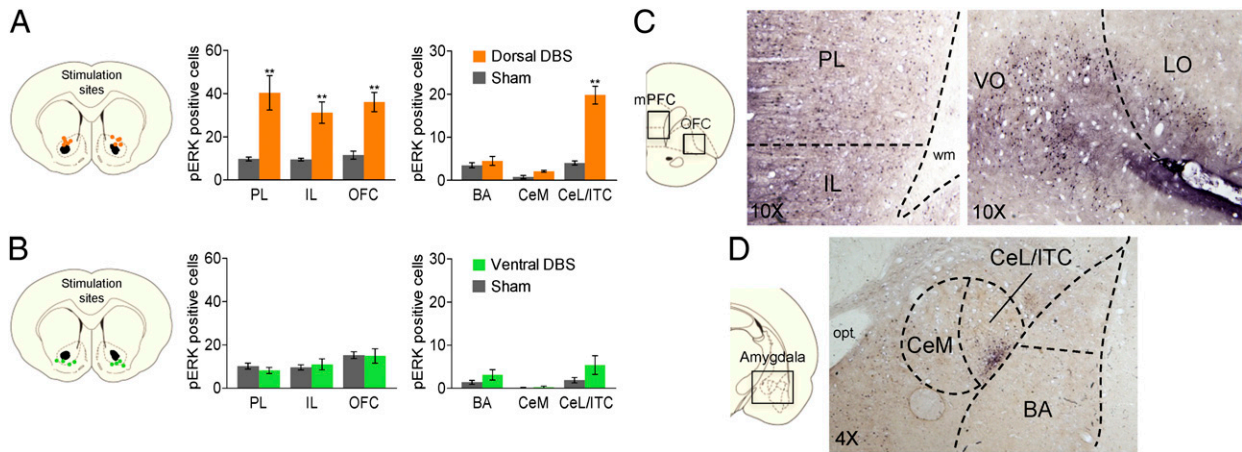 A
Stimulation
sites
pERK positive cells
60
40
20
0
**
**
**
PL
IL
OFC
pERK positive cells
30
20
10
0
Dorsal DBS
Sham
**
BA
CeM
CeL/ITC
B
Stimulation
sites
pERK positive cells
60
40
20
0
PL
IL
OFC
pERK positive cells
30
20
10
0
Ventral DBS
Sham
BA
CeM
CeL/ITC
C
mPFC
OFC
PL
IL
wm
10X
VO
LO
10X
D
Amygdala
CeL/ITC
opt
CeM
BA
4X